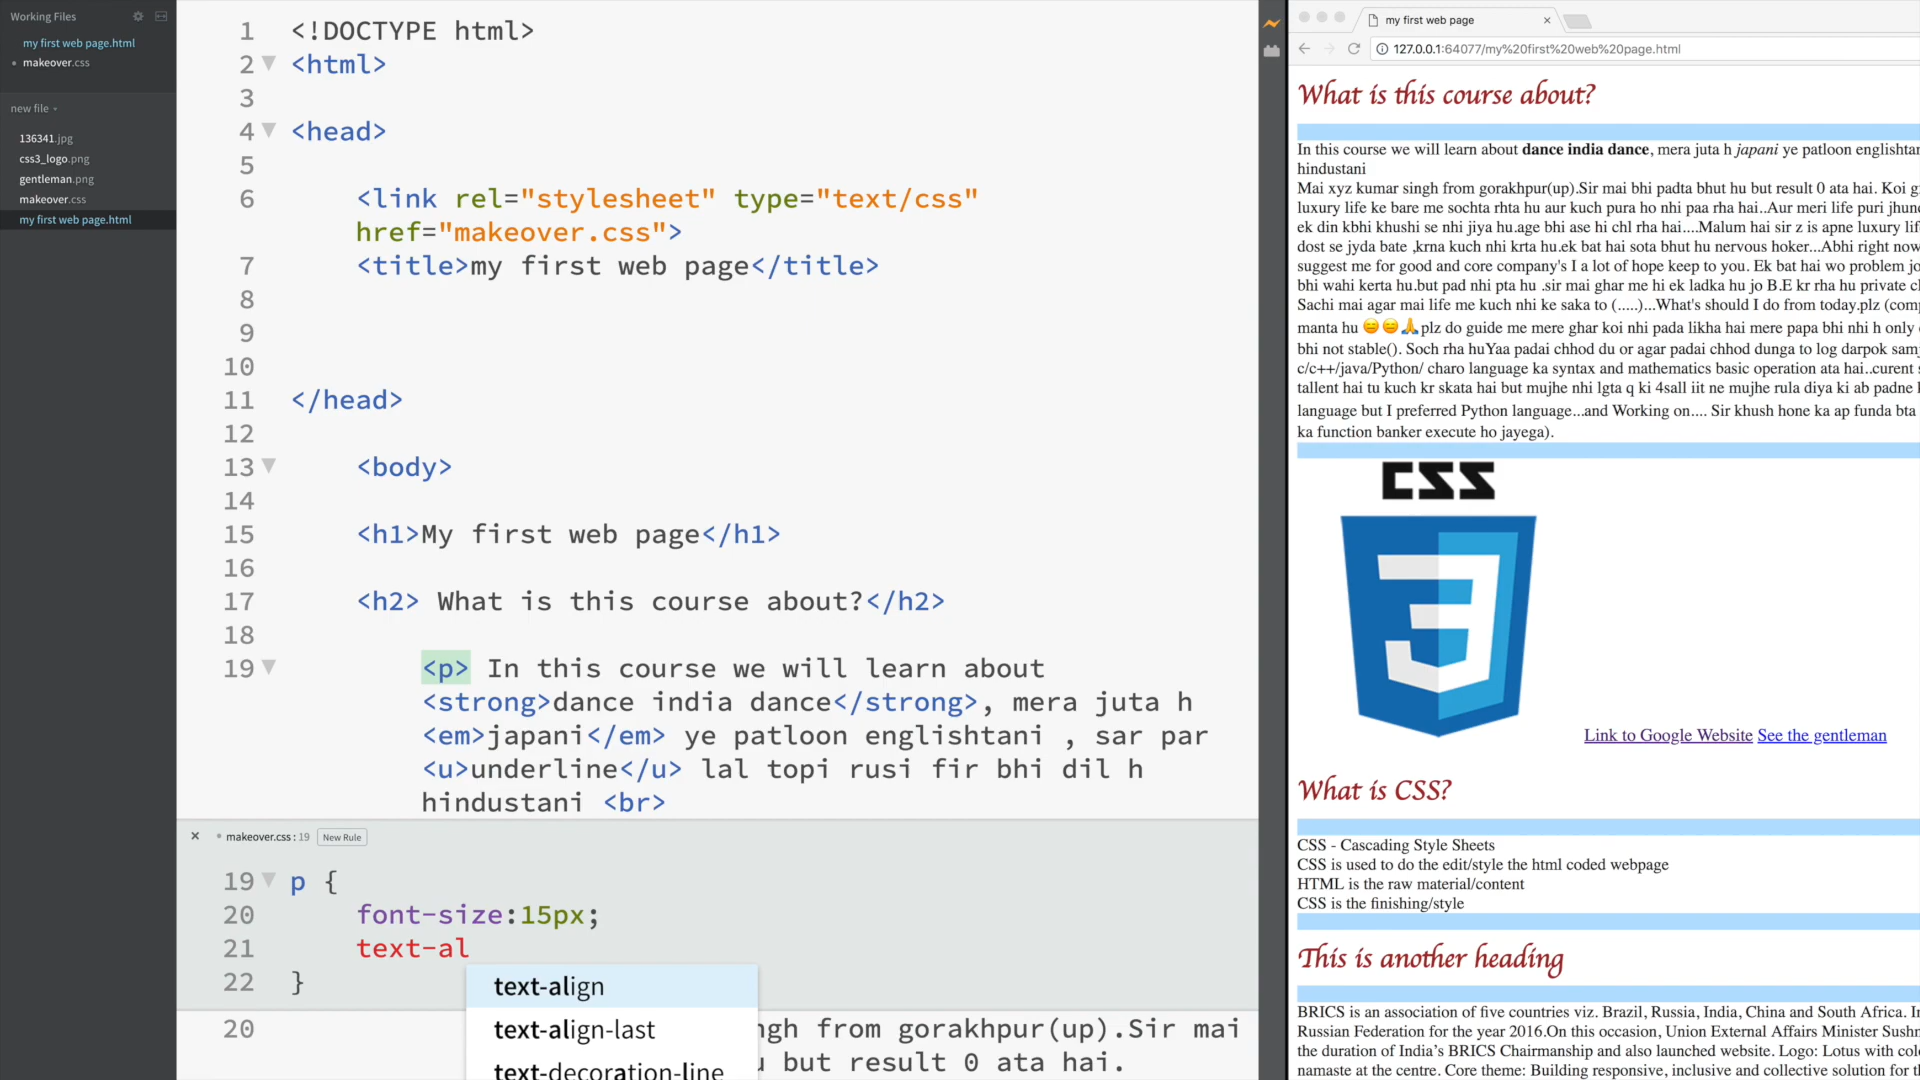 Working Files
my first web page.html
makeover.css
new file
136341.jpg
css3_logo.png
gentleman.png
makeover.css
my first web page.html
1 <!DOCTYPE html>
2 <html>
3
4 <head>
5
6 <link rel="stylesheet" type="text/css"
href="makeover.css">
7 <title>my first web page</title>
8
9
10
11 </head>
12
13 <body>
14
15 <h1>My first web page</h1>
16
17 <h2> What is this course about?</h2>
18
19 <p> In this course we will learn about
<strong>dance india dance</strong>, mera juta h
<em>japani</em> ye patloon englishtani , sar par
<u>underline</u> lal topi rusi fir bhi dil h
hindustani <br>
makeover.css : 19 New Rule
19 p {
20 font-size:15px;
21 text-al
22 }
text-align
text-align-last
text-decoration-line
20 ngh from gorakhpur(up).Sir mai
u but result 0 ata hai.
my first web page
127.0.0.1:64077/my%20first%20web%20page.html
What is this course about?
In this course we will learn about dance india dance, mera juta h japani ye patloon englishtan
hindustani
Mai xyz kumar singh from gorakhpur(up).Sir mai bhi padta bhut hu but result 0 ata hai. Koi g
luxury life ke bare me sochta rhta hu aur kuch pura ho nhi paa rha hai..Aur meri life puri jhun
ek din kbhi khushi se nhi jiya hu.age bhi ase hi chl rha hai....Malum hai sir z is apne luxury lif
dost se jyda bate ,krna kuch nhi krta hu.ek bat hai sota bhut hu nervous hoker...Abhi right now
suggest me for good and core company's I a lot of hope keep to you. Ek bat hai wo problem jo
bhi wahi kerta hu.but pad nhi pta hu .sir mai ghar me hi ek ladka hu jo B.E kr rha hu private c
Sachi mai agar mai life me kuch nhi ke saka to (.....)...What's should I do from today.plz (com
manta hu 😑😑🙏plz do guide me mere ghar koi nhi pada likha hai mere papa bhi nhi h only
bhi not stable(). Soch rha huYaa padai chhod du or agar padai chhod dunga to log darpok sam
c/c++/java/Python/ charo language ka syntax and mathematics basic operation ata hai..curent s
tallent hai tu kuch kr skata hai but mujhe nhi lgta q ki 4sall iit ne mujhe rula diya ki ab padne
language but I preferred Python language...and Working on.... Sir khush hone ka ap funda bta
ka function banker execute ho jayega).
CSS
3
Link to Google Website See the gentleman
What is CSS?
CSS - Cascading Style Sheets
CSS is used to do the edit/style the html coded webpage
HTML is the raw material/content
CSS is the finishing/style
This is another heading
BRICS is an association of five countries viz. Brazil, Russia, India, China and South Africa. In
Russian Federation for the year 2016.On this occasion, Union External Affairs Minister Sushm
the duration of India’s BRICS Chairmanship and also launched website. Logo: Lotus with col
namaste at the centre. Core theme: Building responsive, inclusive and collective solution for t